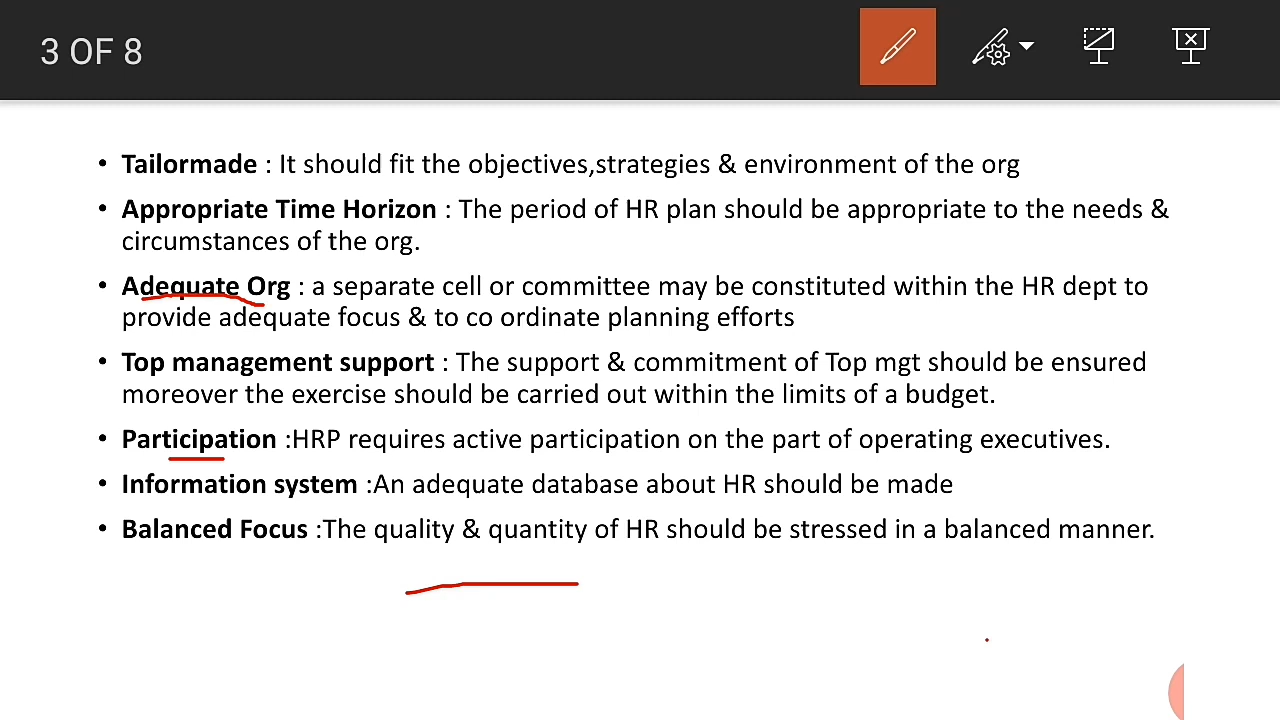 3 OF 8
• Tailormade : It should fit the objectives,strategies & environment of the org
• Appropriate Time Horizon : The period of HR plan should be appropriate to the needs &
circumstances of the org.
• Adequate Org : a separate cell or committee may be constituted within the HR dept to
provide adequate focus & to co ordinate planning efforts
• Top management support : The support & commitment of Top mgt should be ensured
moreover the exercise should be carried out within the limits of a budget.
• Participation :HRP requires active participation on the part of operating executives.
• Information system :An adequate database about HR should be made
• Balanced Focus :The quality & quantity of HR should be stressed in a balanced manner.